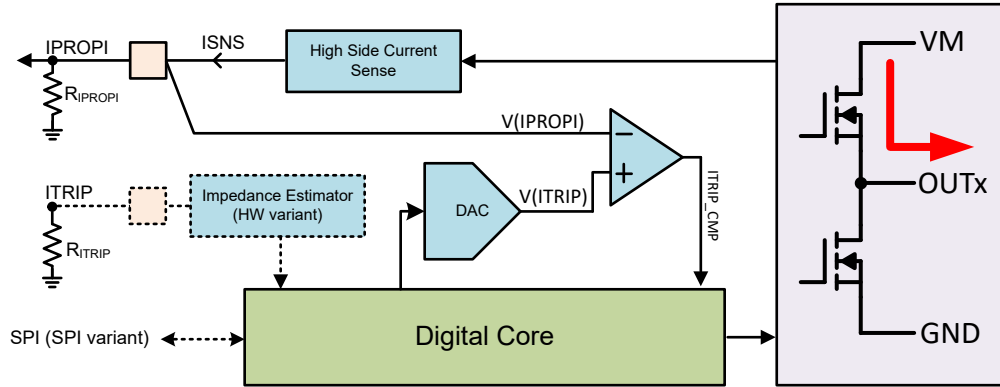 IPROPI
ISNS
High Side Current
Sense
VM
RIPROPI
V(IPROPI)
−
+
ITRIP_CMP
ITRIP
Impedance Estimator
(HW variant)
DAC
V(ITRIP)
OUTx
RITRIP
SPI (SPI variant)
Digital Core
GND